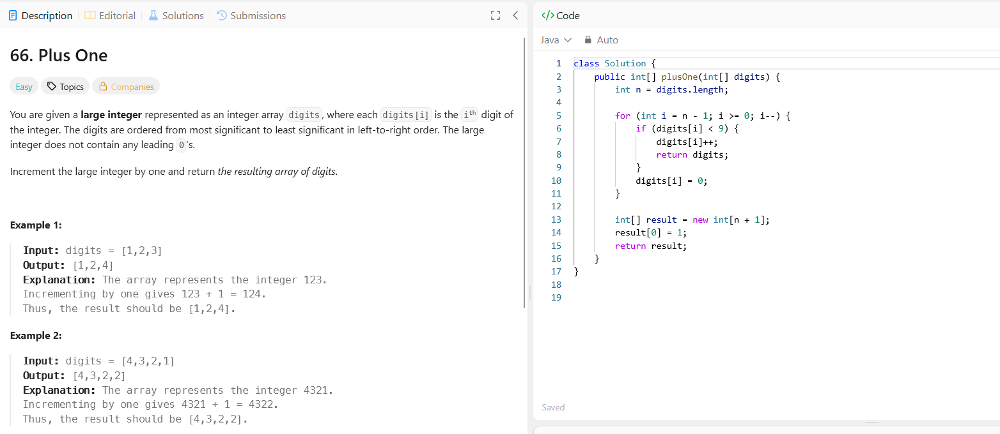 Description
Editorial
Solutions
Submissions
66. Plus One
Easy
Topics
Companies
You are given a large integer represented as an integer array digits, where each digits[i] is the ith digit of
the integer. The digits are ordered from most significant to least significant in left-to-right order. The large
integer does not contain any leading 0's.
Increment the large integer by one and return the resulting array of digits.
Example 1:
Input: digits = [1,2,3]
Output: [1,2,4]
Explanation: The array represents the integer 123.
Incrementing by one gives 123 + 1 = 124.
Thus, the result should be [1,2,4].
Example 2:
Input: digits = [4,3,2,1]
Output: [4,3,2,2]
Explanation: The array represents the integer 4321.
Incrementing by one gives 4321 + 1 = 4322.
Thus, the result should be [4,3,2,2].
</> Code
Java
Auto
1 class Solution {
2     public int[] plusOne(int[] digits) {
3         int n = digits.length;
4
5         for (int i = n - 1; i >= 0; i--) {
6             if (digits[i] < 9) {
7                 digits[i]++;
8                 return digits;
9             }
10             digits[i] = 0;
11         }
12
13         int[] result = new int[n + 1];
14         result[0] = 1;
15         return result;
16     }
17 }
18
19
Saved